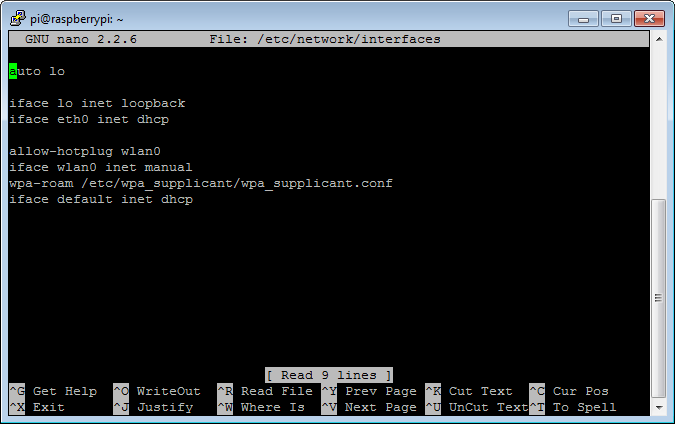 pi@raspberrypi: ~
GNU nano 2.2.6 File: /etc/network/interfaces
auto lo
iface lo inet loopback
iface eth0 inet dhcp
allow-hotplug wlan0
iface wlan0 inet manual
wpa-roam /etc/wpa_supplicant/wpa_supplicant.conf
iface default inet dhcp
[ Read 9 lines ]
^G Get Help ^O WriteOut ^R Read File ^Y Prev Page ^K Cut Text ^C Cur Pos
^X Exit ^J Justify ^W Where Is ^V Next Page ^U UnCut Text ^T To Spell